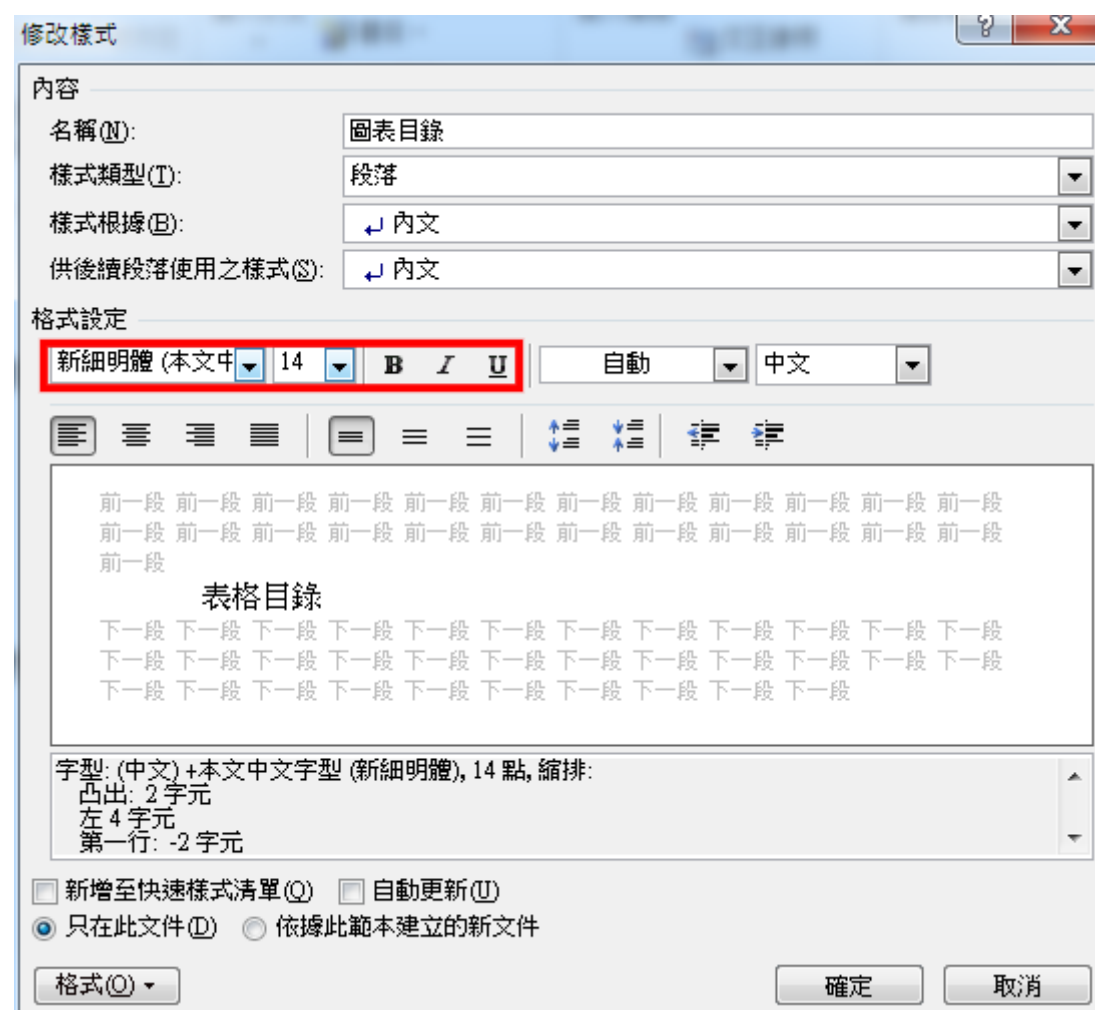 修改樣式
內容
名稱(N): 圖表目錄
樣式類型(T): 段落
樣式根據(B): 內文
供後續段落使用之樣式(S): 內文
格式設定
新細明體 (本文中 14 B I U 自動 中文
前一段 前一段 前一段 前一段 前一段 前一段 前一段 前一段 前一段 前一段 前一段 前一段
前一段 前一段 前一段 前一段 前一段 前一段 前一段 前一段 前一段 前一段 前一段 前一段
前一段
表格目錄
下一段 下一段 下一段 下一段 下一段 下一段 下一段 下一段 下一段 下一段 下一段 下一段
下一段 下一段 下一段 下一段 下一段 下一段 下一段 下一段 下一段 下一段 下一段 下一段
下一段 下一段 下一段 下一段 下一段 下一段 下一段 下一段 下一段 下一段
字型: (中文) +本文中文字型 (新細明體), 14 點, 縮排:
凸出: 2 字元
左 4 字元
第一行: -2 字元
新增至快速樣式清單(Q) 自動更新(U)
只在此文件(D) 依據此範本建立的新文件
格式(O) 確定 取消